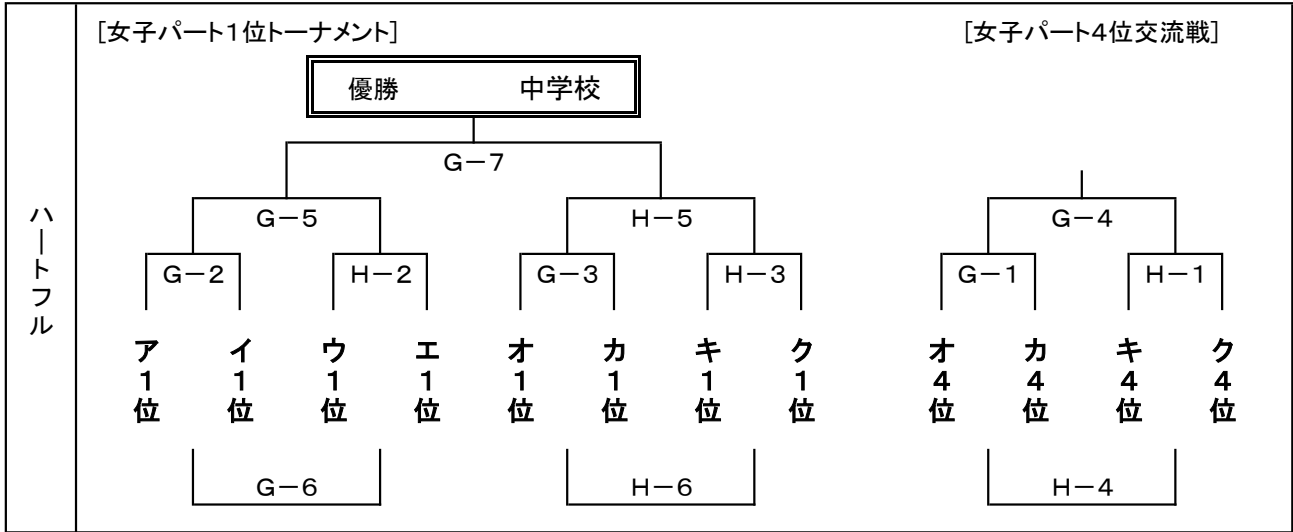 [女子パート1位トーナメント]
[女子パート4位交流戦]
優勝 中学校
G－7
G－5
H－5
G－4
G－2
H－2
G－3
H－3
G－1
H－1
ハートフル
ア1位
イ1位
ウ1位
エ1位
オ1位
カ1位
キ1位
ク1位
オ4位
カ4位
キ4位
ク4位
G－6
H－6
H－4